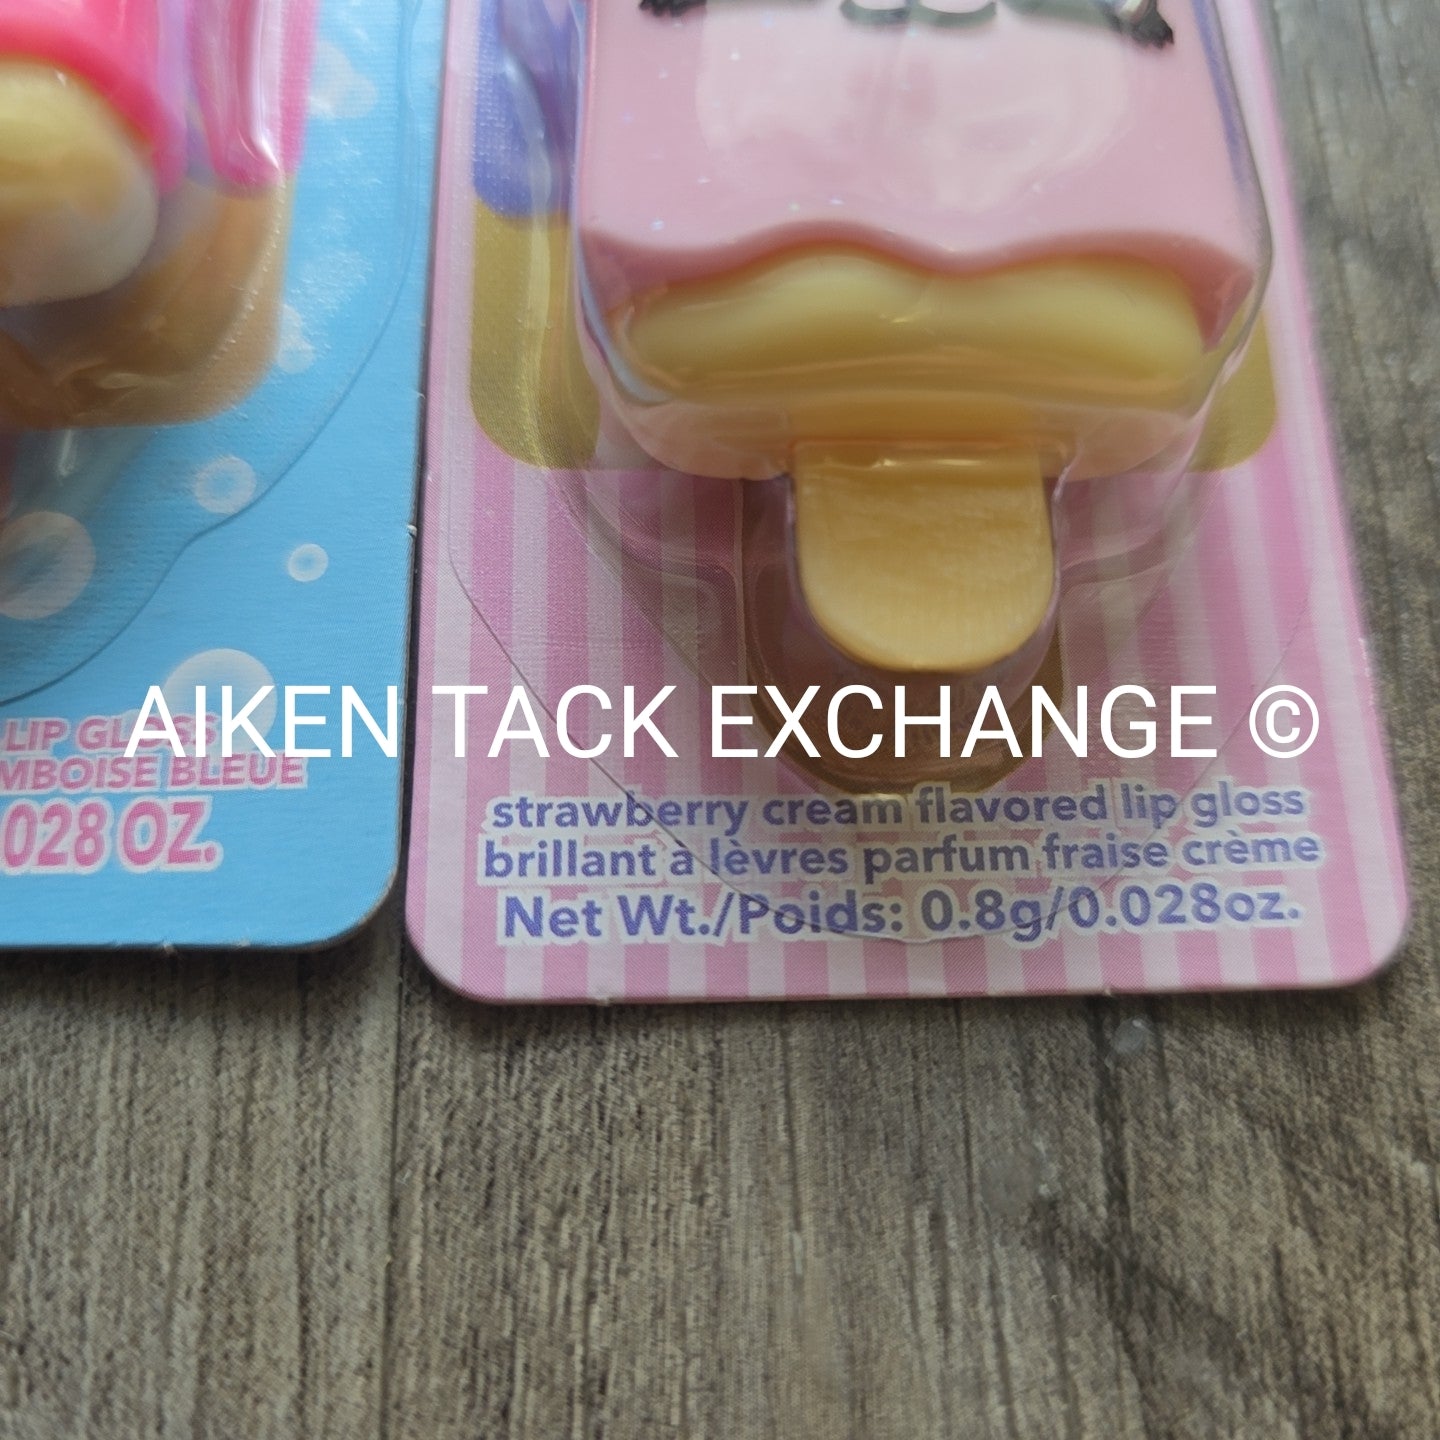 LIP GLOSS
MBOISE BLEUE
028 OZ.
AIKEN TACK EXCHANGE ©
strawberry cream flavored lip gloss
brillant à lèvres parfum fraise crème
Net Wt./Poids: 0.8g/0.028oz.